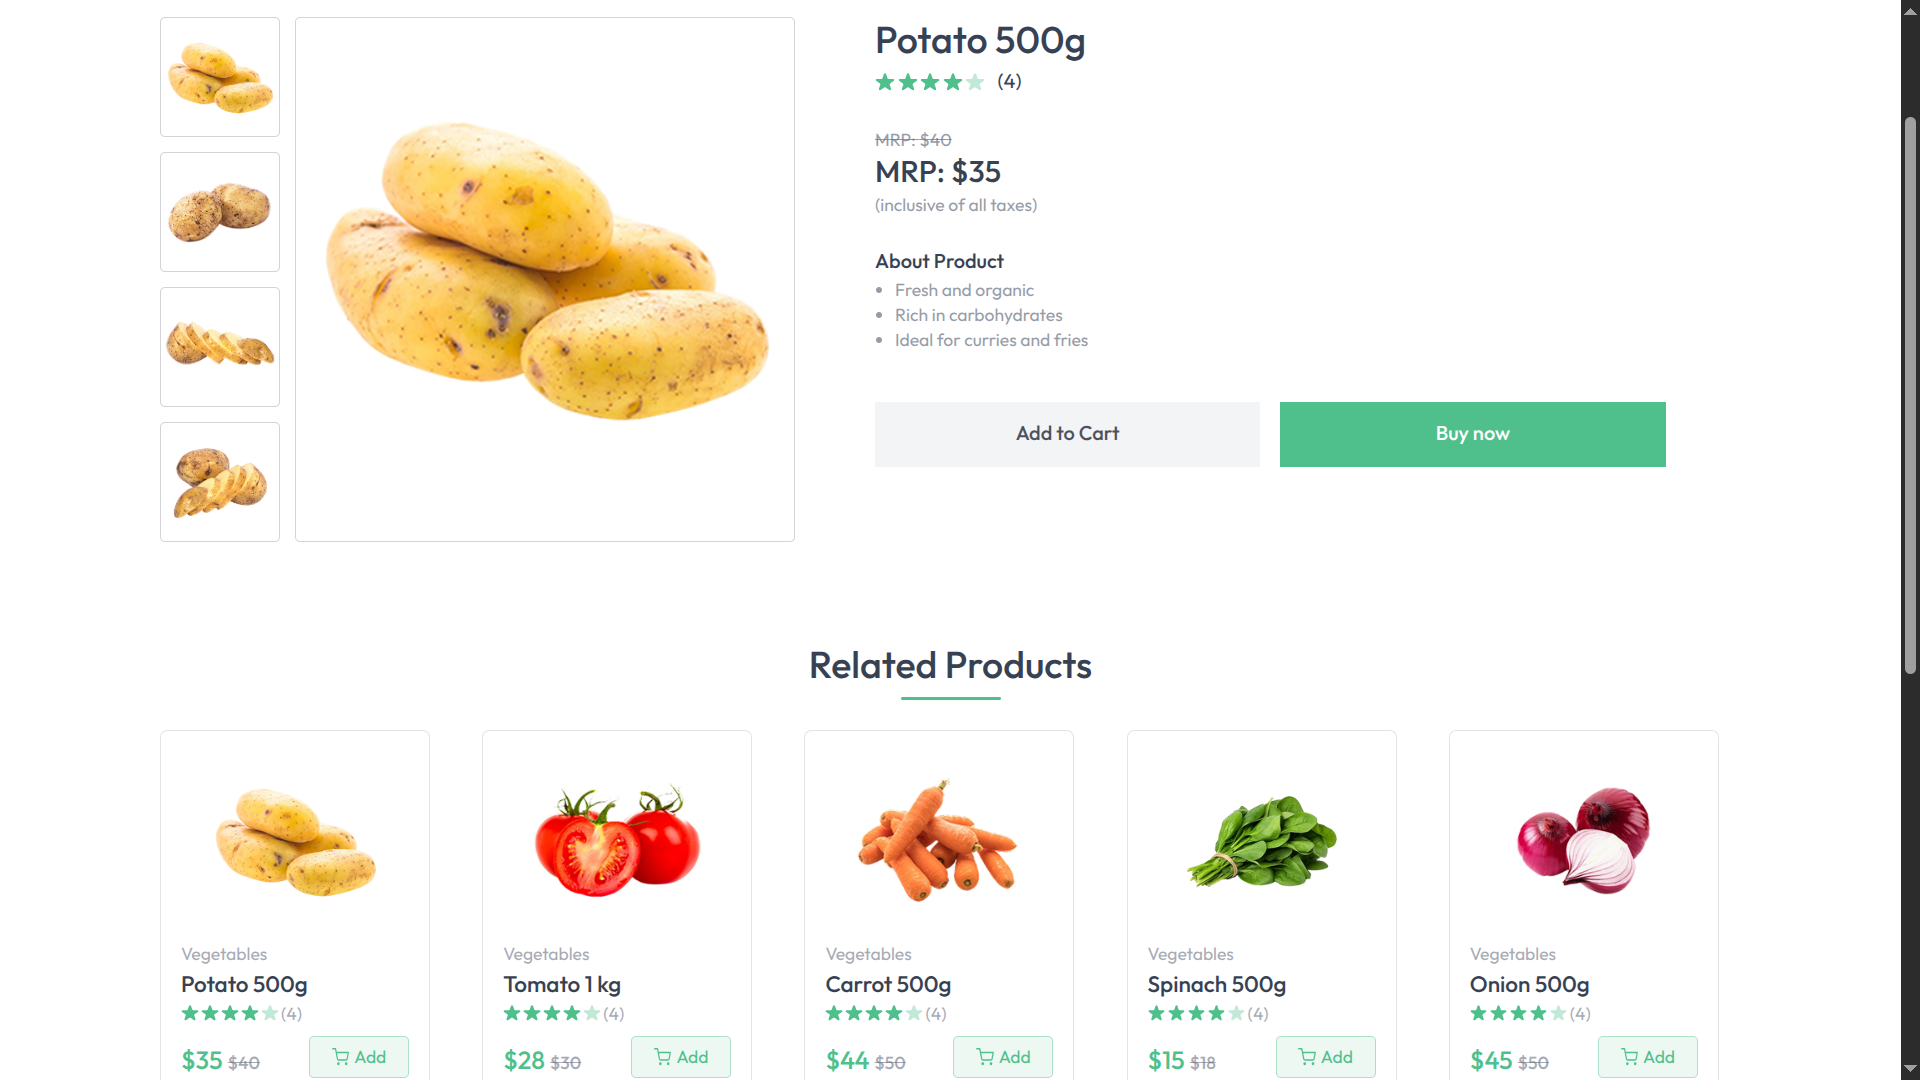 Potato 500g
(4)
MRP: $40
MRP: $35
(inclusive of all taxes)
About Product
• Fresh and organic
• Rich in carbohydrates
• Ideal for curries and fries
Add to Cart
Buy now
Related Products
Vegetables
Potato 500g
(4)
$35 $40
Add
Vegetables
Tomato 1 kg
(4)
$28 $30
Add
Vegetables
Carrot 500g
(4)
$44 $50
Add
Vegetables
Spinach 500g
(4)
$15 $18
Add
Vegetables
Onion 500g
(4)
$45 $50
Add